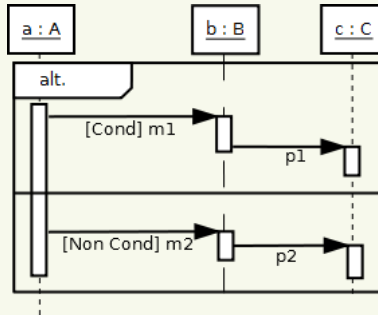 a : A
b : B
c : C
alt.
[Cond] m1
p1
[Non Cond] m2
p2